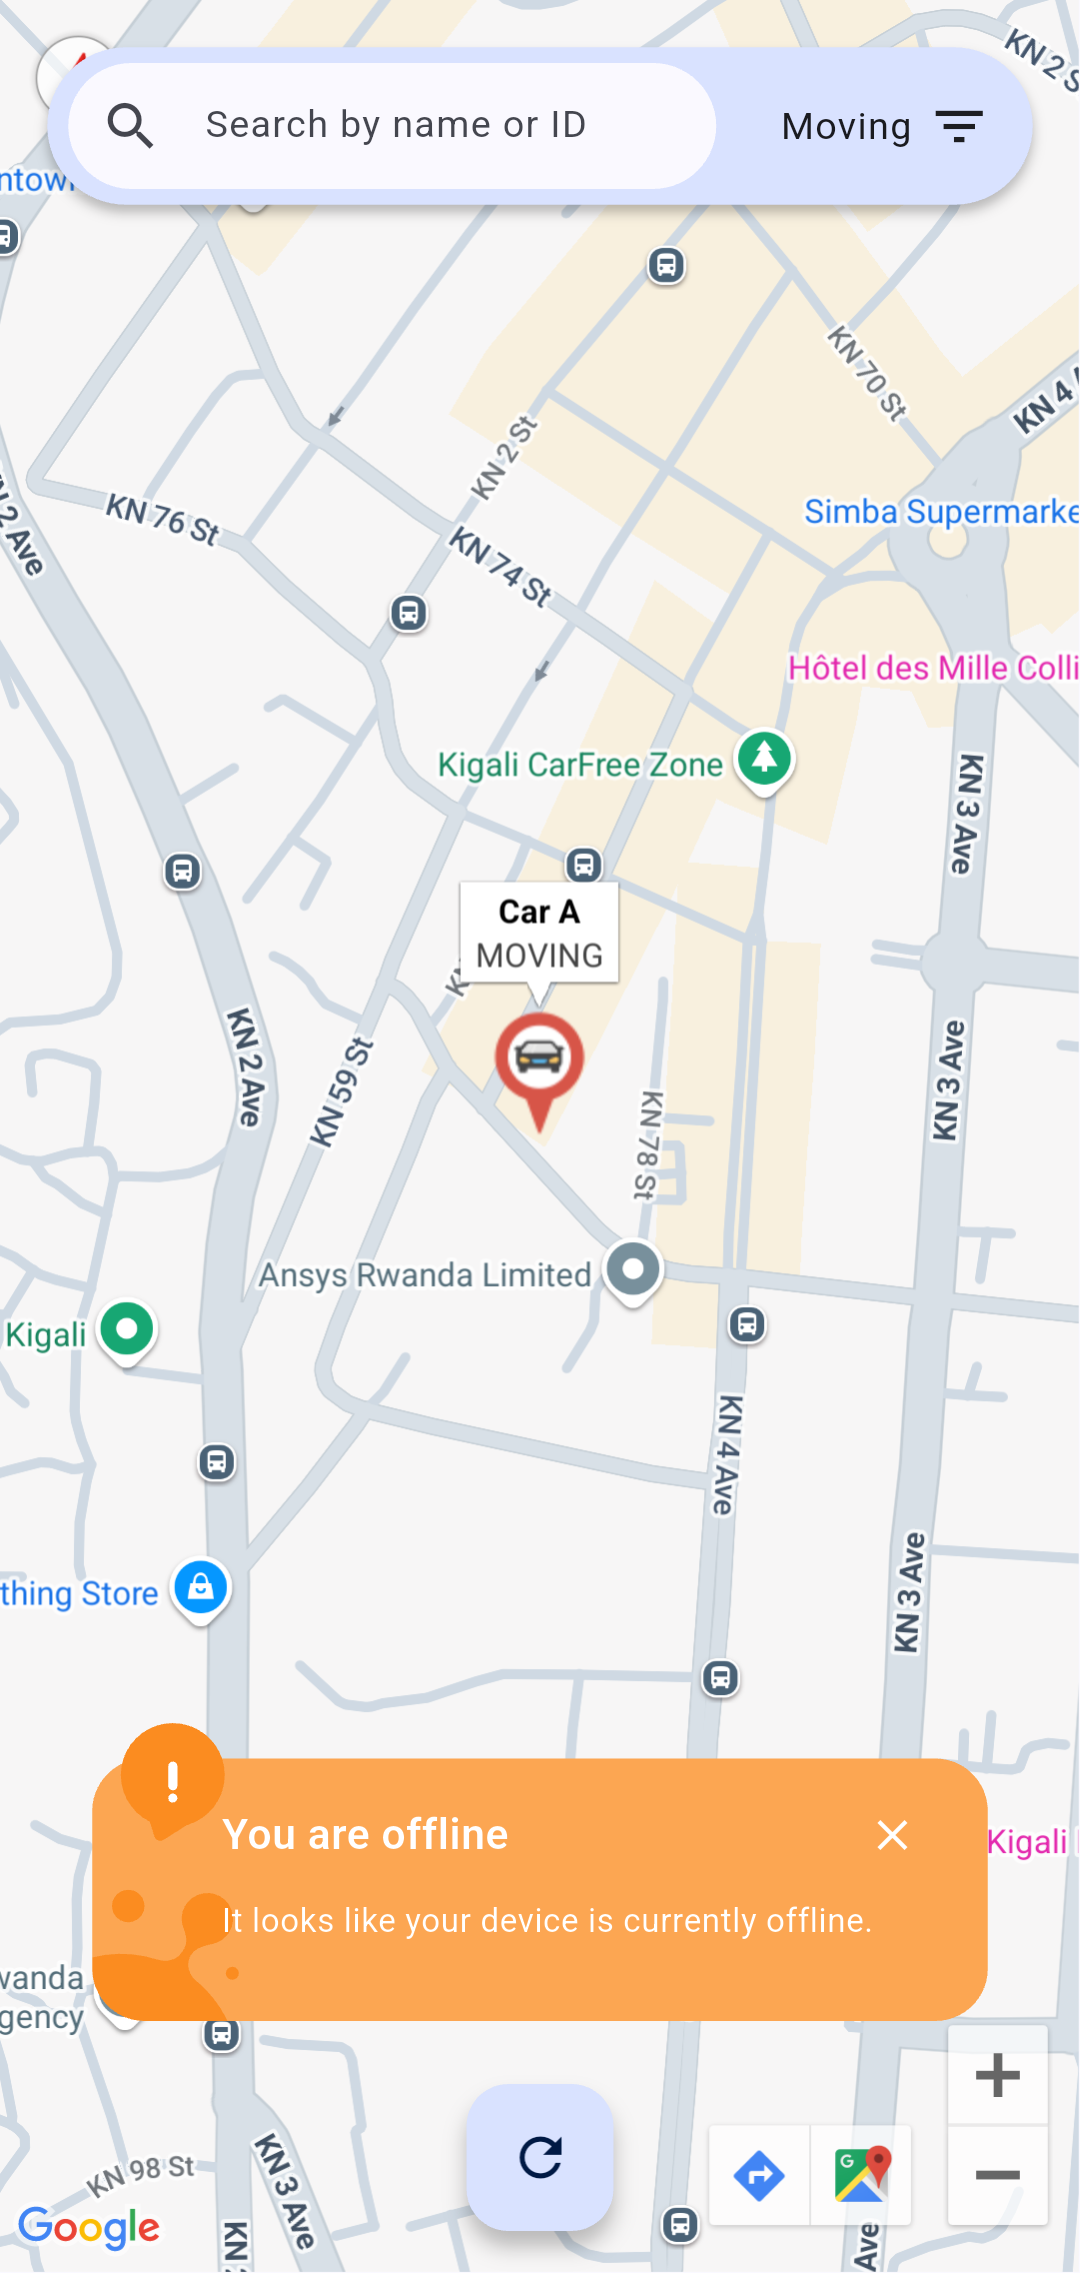 KN 2 S
Search by name or ID
Moving
ntown
KN 70 St
KN 4 A
KN 2 St
KN 76 St
KN 2 Ave
Simba Supermarke
KN 74 St
Hôtel des Mille Colli
Kigali CarFree Zone
KN 3 Ave
Car A
MOVING
KN 2 Ave
KN 59 St
KN 3 Ave
KN 78 St
Ansys Rwanda Limited
Kigali
KN 4 Ave
KN 3 Ave
thing Store
You are offline
It looks like your device is currently offline.
Kigali
wanda
gency
KN 98 St
KN 3 Ave
Google
KN
Ave
G